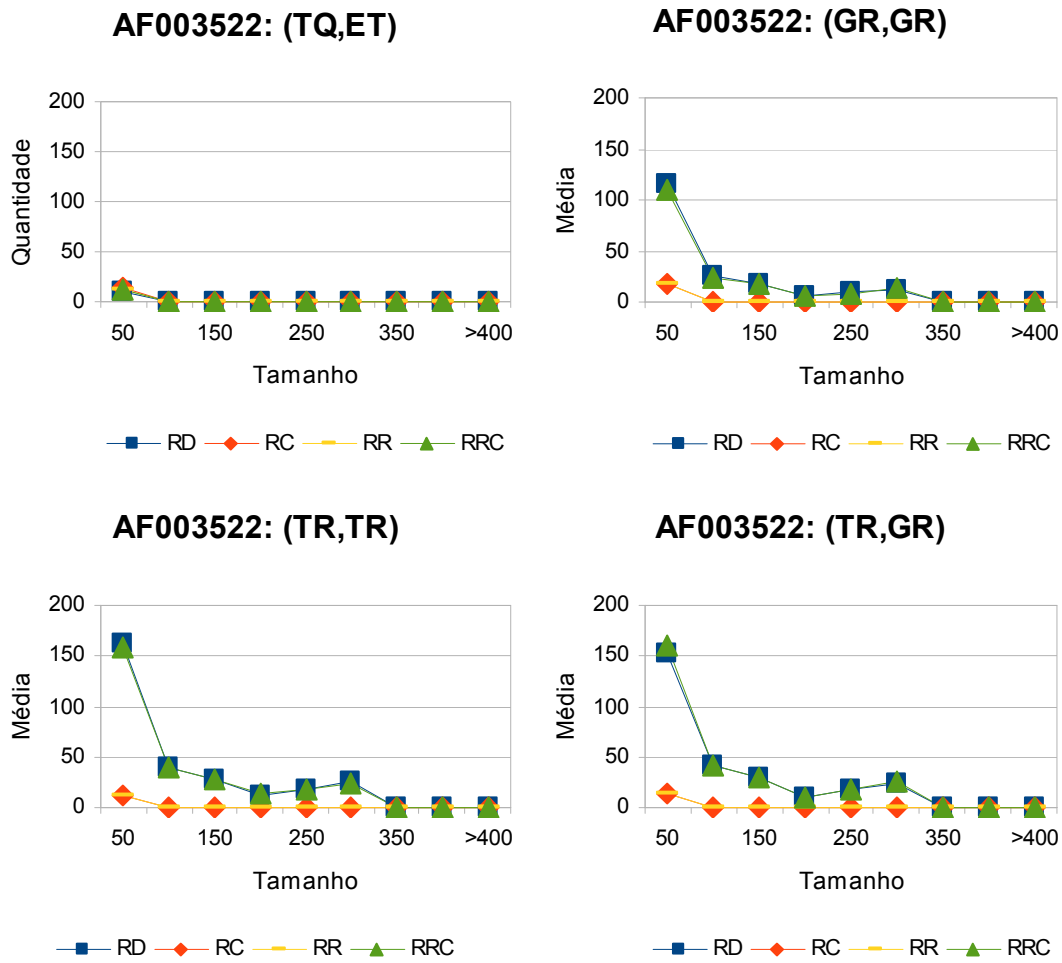 AF003522: (TQ,ET)
Quantidade
200
150
100
50
0
50 150 250 350 >400
Tamanho
RD RC RR RRC
AF003522: (GR,GR)
Média
200
150
100
50
0
50 150 250 350 >400
Tamanho
RD RC RR RRC
AF003522: (TR,TR)
Média
200
150
100
50
0
50 150 250 350 >400
Tamanho
RD RC RR RRC
AF003522: (TR,GR)
Média
200
150
100
50
0
50 150 250 350 >400
Tamanho
RD RC RR RRC